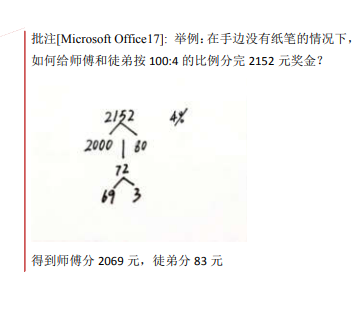 批注[Microsoft Office17]: 举例：在手边没有纸笔的情况下，
如何给师傅和徒弟按 100:4 的比例分完 2152 元奖金？
2152 4%
2000 80
72
69 3
得到师傅分 2069 元，徒弟分 83 元